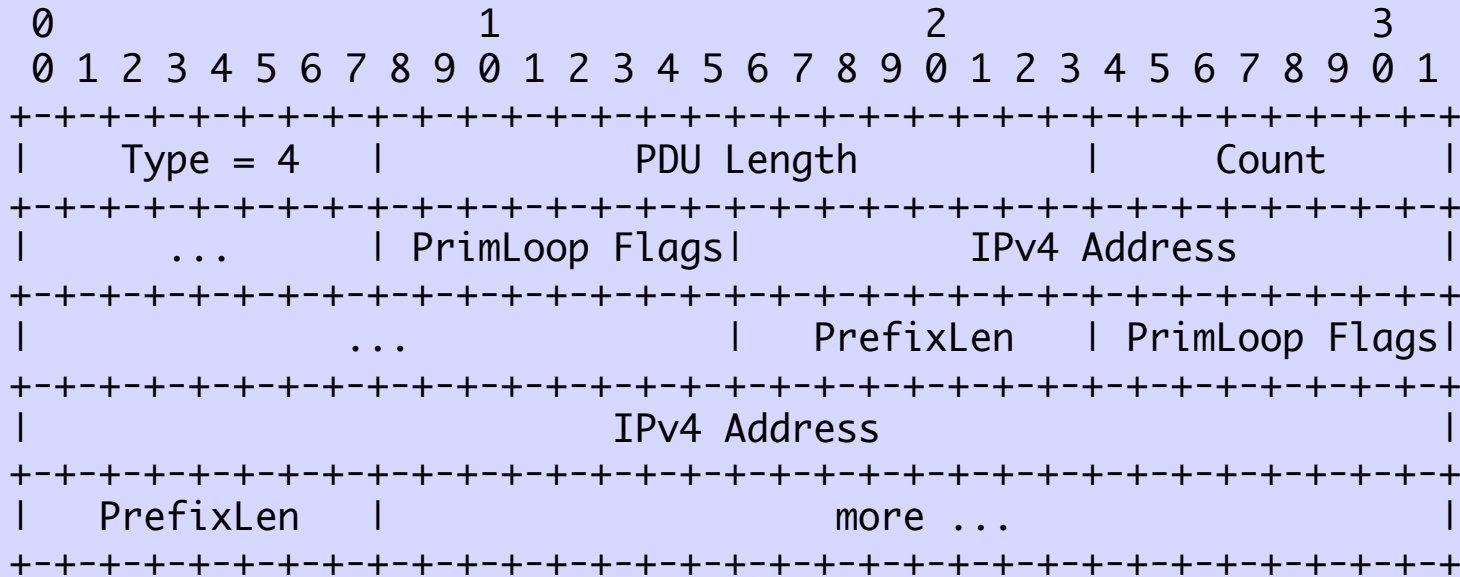 0                   1                   2                   3
0 1 2 3 4 5 6 7 8 9 0 1 2 3 4 5 6 7 8 9 0 1 2 3 4 5 6 7 8 9 0 1
+-+-+-+-+-+-+-+-+-+-+-+-+-+-+-+-+-+-+-+-+-+-+-+-+-+-+-+-+-+-+-+-+
|    Type = 4   |           PDU Length          |     Count     |
+-+-+-+-+-+-+-+-+-+-+-+-+-+-+-+-+-+-+-+-+-+-+-+-+-+-+-+-+-+-+-+-+
|      ...      | PrimLoop Flags|          IPv4 Address         |
+-+-+-+-+-+-+-+-+-+-+-+-+-+-+-+-+-+-+-+-+-+-+-+-+-+-+-+-+-+-+-+-+
|              ...              |   PrefixLen   | PrimLoop Flags|
+-+-+-+-+-+-+-+-+-+-+-+-+-+-+-+-+-+-+-+-+-+-+-+-+-+-+-+-+-+-+-+-+
|                          IPv4 Address                         |
+-+-+-+-+-+-+-+-+-+-+-+-+-+-+-+-+-+-+-+-+-+-+-+-+-+-+-+-+-+-+-+-+
|   PrefixLen   |                    more ...                   |
+-+-+-+-+-+-+-+-+-+-+-+-+-+-+-+-+-+-+-+-+-+-+-+-+-+-+-+-+-+-+-+-+